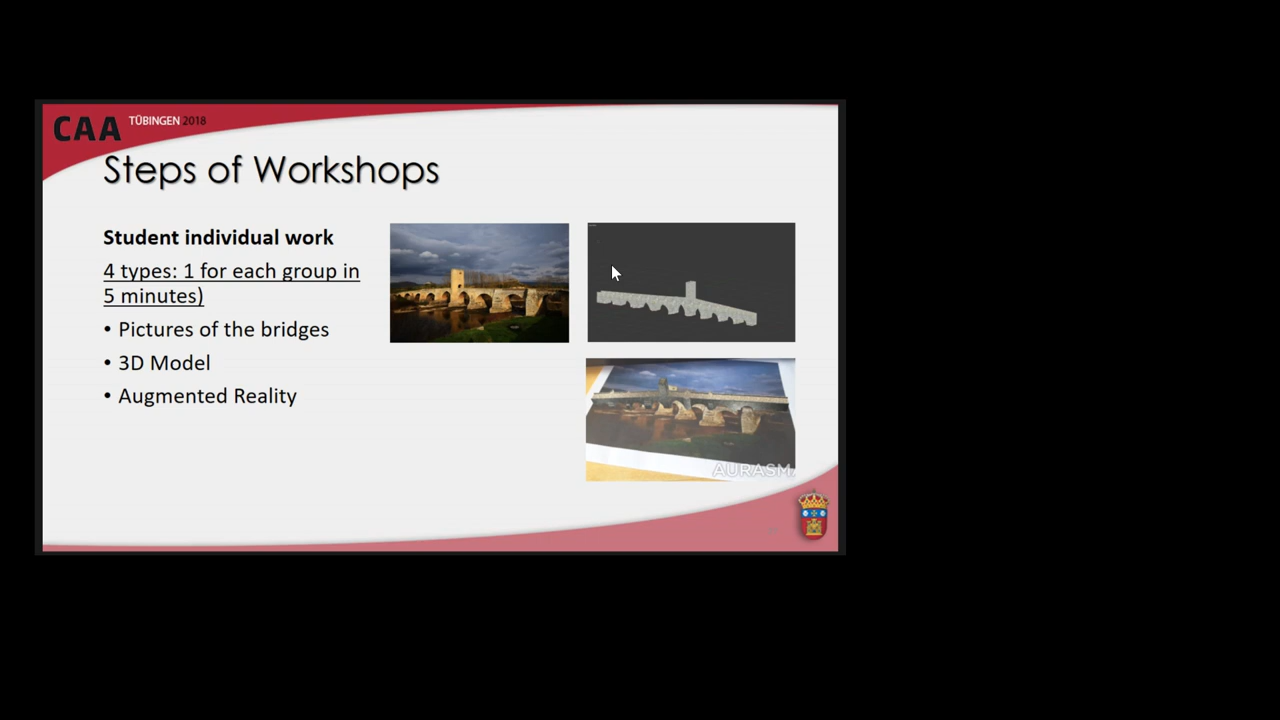 CAA TÜBINGEN 2018
Steps of Workshops
Student individual work
4 types: 1 for each group in
5 minutes)
• Pictures of the bridges
• 3D Model
• Augmented Reality
AURASMA